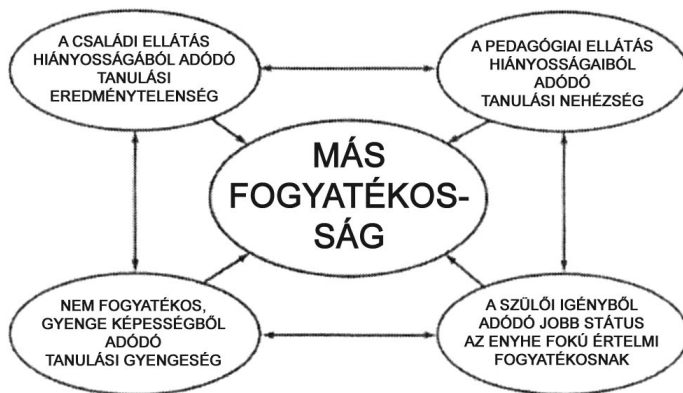 A CSALÁDI ELLÁTÁS
HIÁNYOSSÁGÁBÓL ADÓDÓ
TANULÁSI
EREDMÉNYTELENSÉG
A PEDAGÓGIAI ELLÁTÁS
HIÁNYOSSÁGAIBÓL
ADÓDÓ
TANULÁSI NEHÉZSÉG
MÁS
FOGYATÉKOS-
SÁG
NEM FOGYATÉKOS,
GYENGE KÉPESSÉGBŐL
ADÓDÓ
TANULÁSI GYENGESÉG
A SZÜLŐI IGÉNYBŐL
ADÓDÓ JOBB STÁTUS
AZ ENYHE FOKÚ ÉRTELMI
FOGYATÉKOSNAK